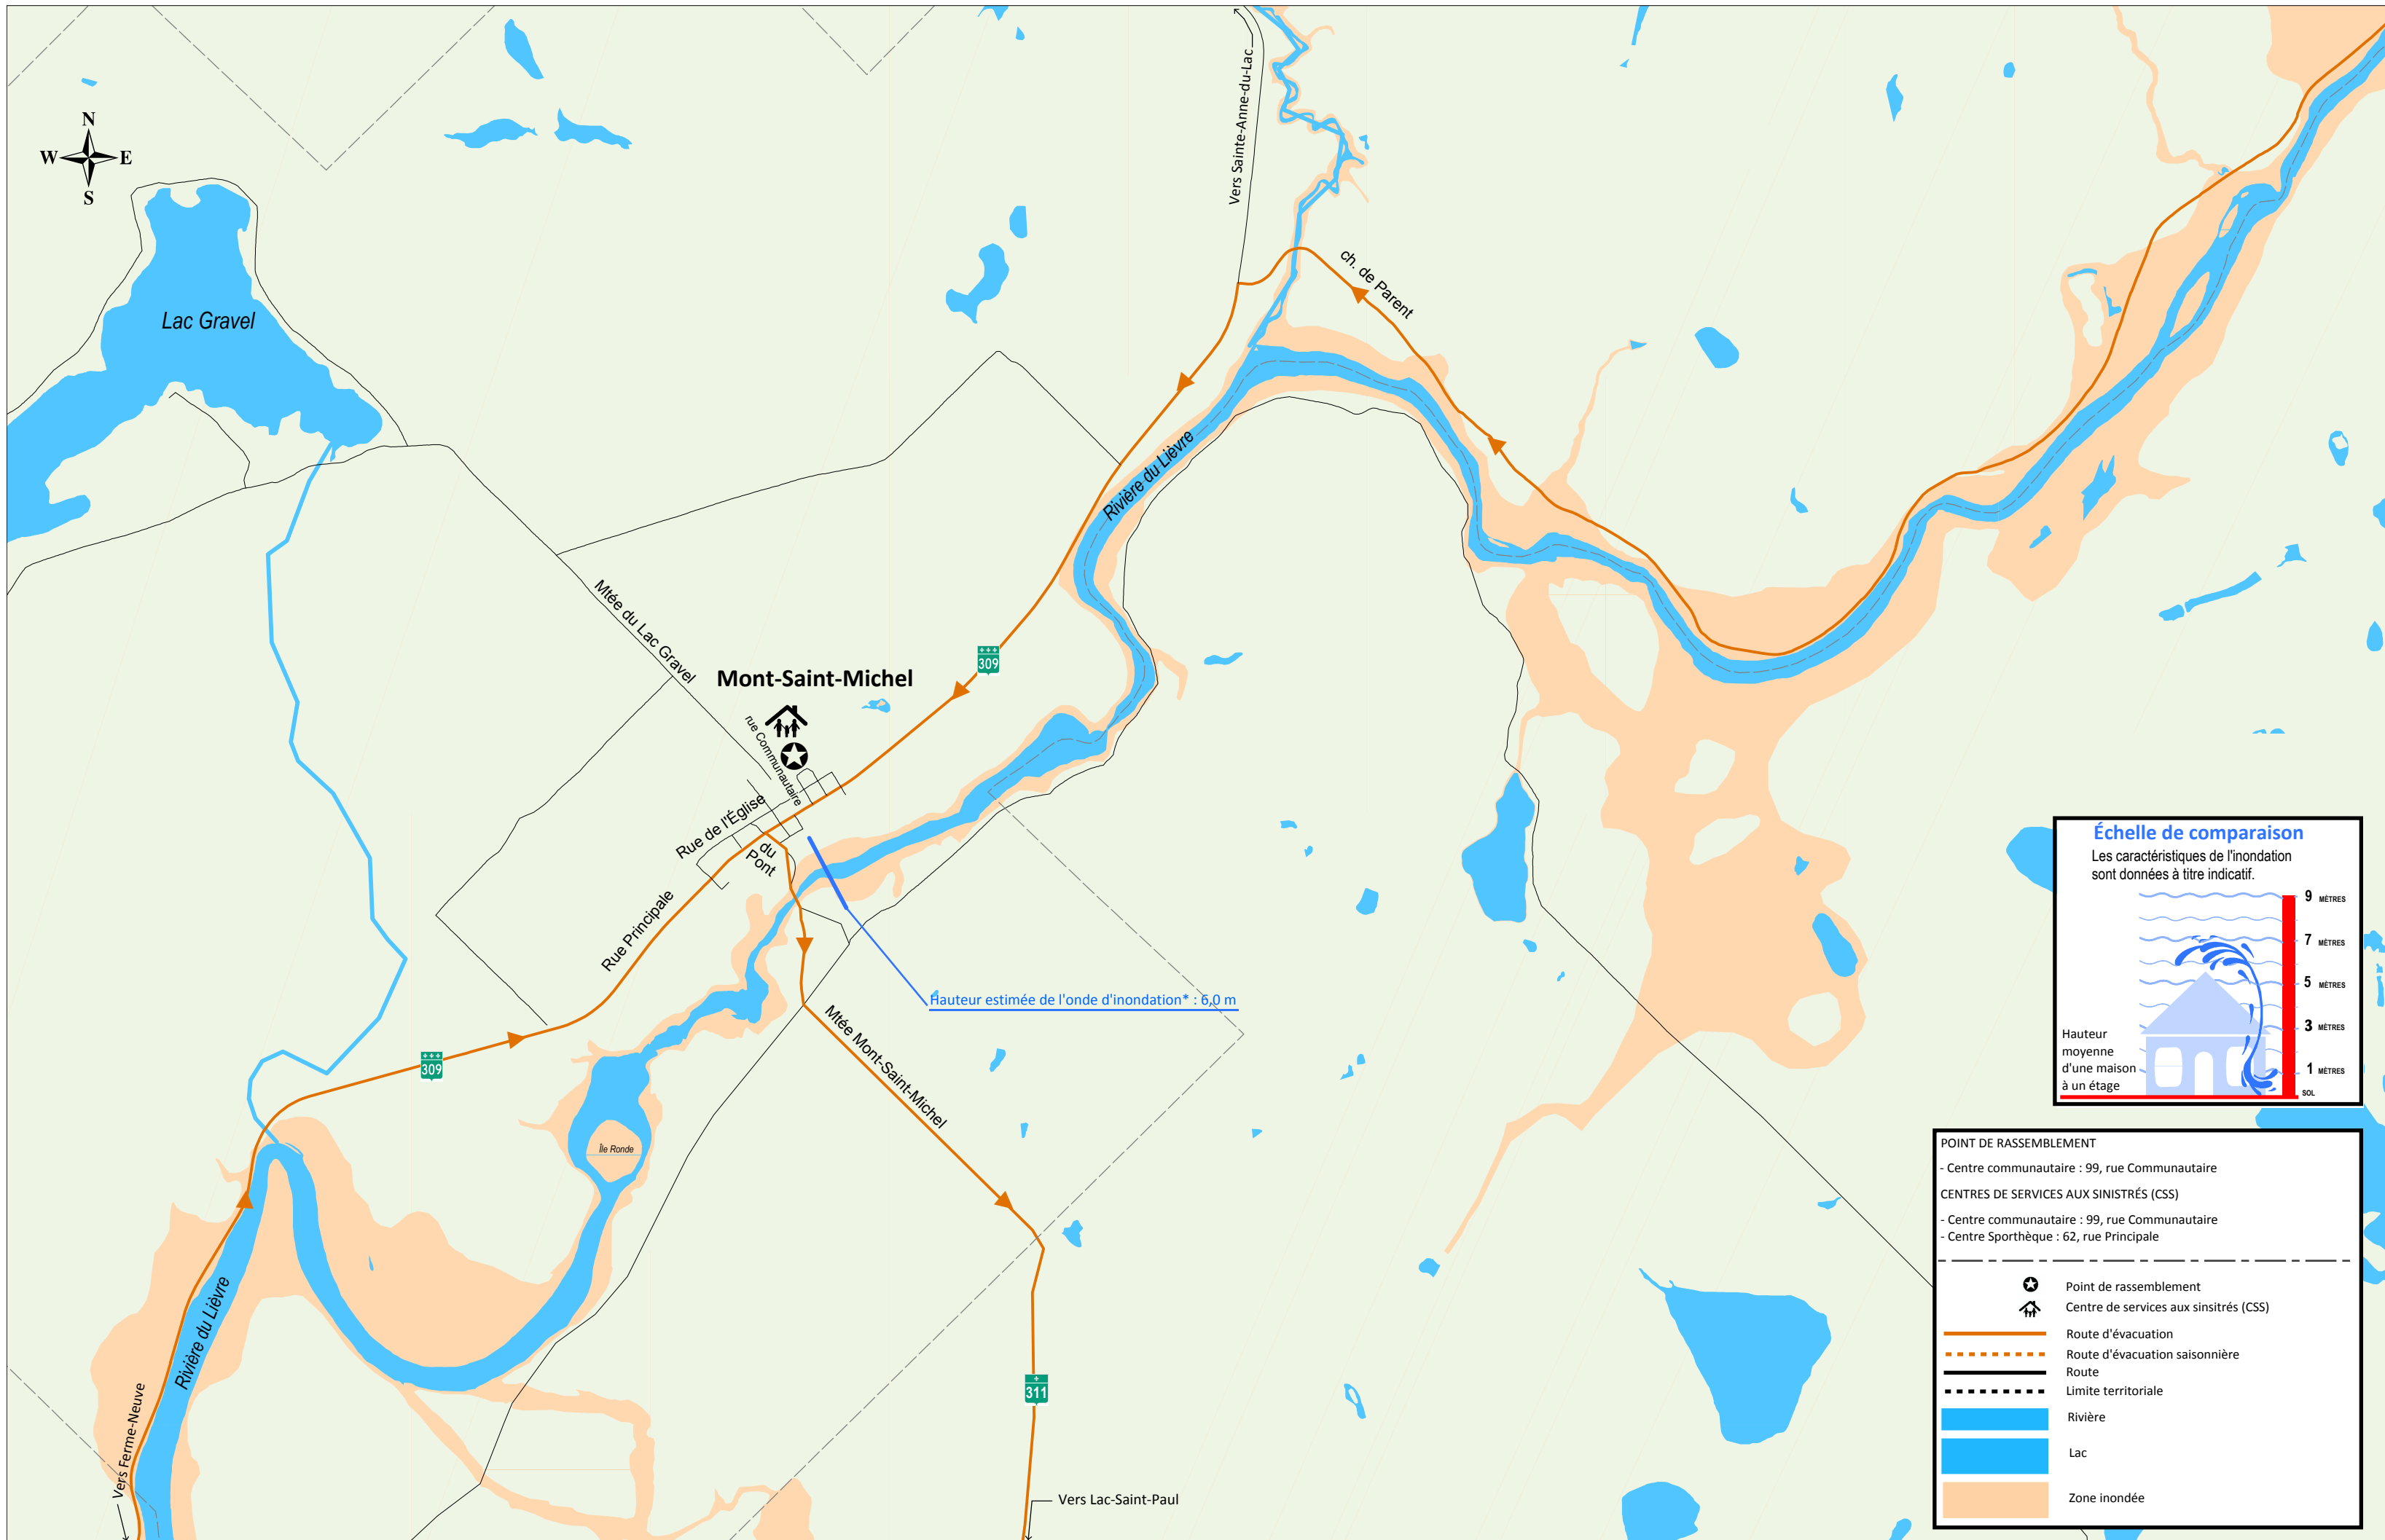 N
W E
S
Vers Sainte-Anne-du-Lac
ch. de Parent
Lac Gravel
Rivière du Lièvre
Mtée du Lac Gravel
309
Mont-Saint-Michel
rue Communautaire
Rue de l'Église
du
Pont
Rue Principale
Hauteur estimée de l'onde d'inondation* : 6,0 m
Mtée Mont-Saint-Michel
309
Île Ronde
Rivière du Lièvre
Vers Ferme-Neuve
311
Vers Lac-Saint-Paul
Échelle de comparaison
Les caractéristiques de l'inondation
sont données à titre indicatif.
9 MÈTRES
7 MÈTRES
5 MÈTRES
3 MÈTRES
1 MÈTRES
SOL
Hauteur
moyenne
d'une maison
à un étage
POINT DE RASSEMBLEMENT
- Centre communautaire : 99, rue Communautaire
CENTRES DE SERVICES AUX SINISTRÉS (CSS)
- Centre communautaire : 99, rue Communautaire
- Centre Sporthèque : 62, rue Principale
Point de rassemblement
Centre de services aux sinsitrés (CSS)
Route d'évacuation
Route d'évacuation saisonnière
Route
Limite territoriale
Rivière
Lac
Zone inondée